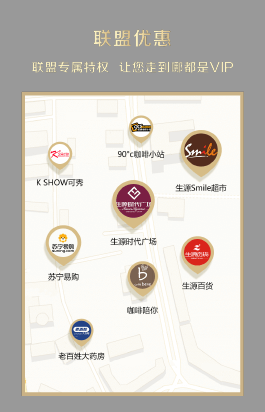 联盟优惠
联盟专属特权 让您走到哪都是VIP
90°c咖啡小站
Smile
K SHOW可秀
生源Smile超市
生源时代广场
生源时代广场
苏宁易购
suning.com
苏宁易购
生源百货
生源百货
b
咖啡陪你
老百姓大药房